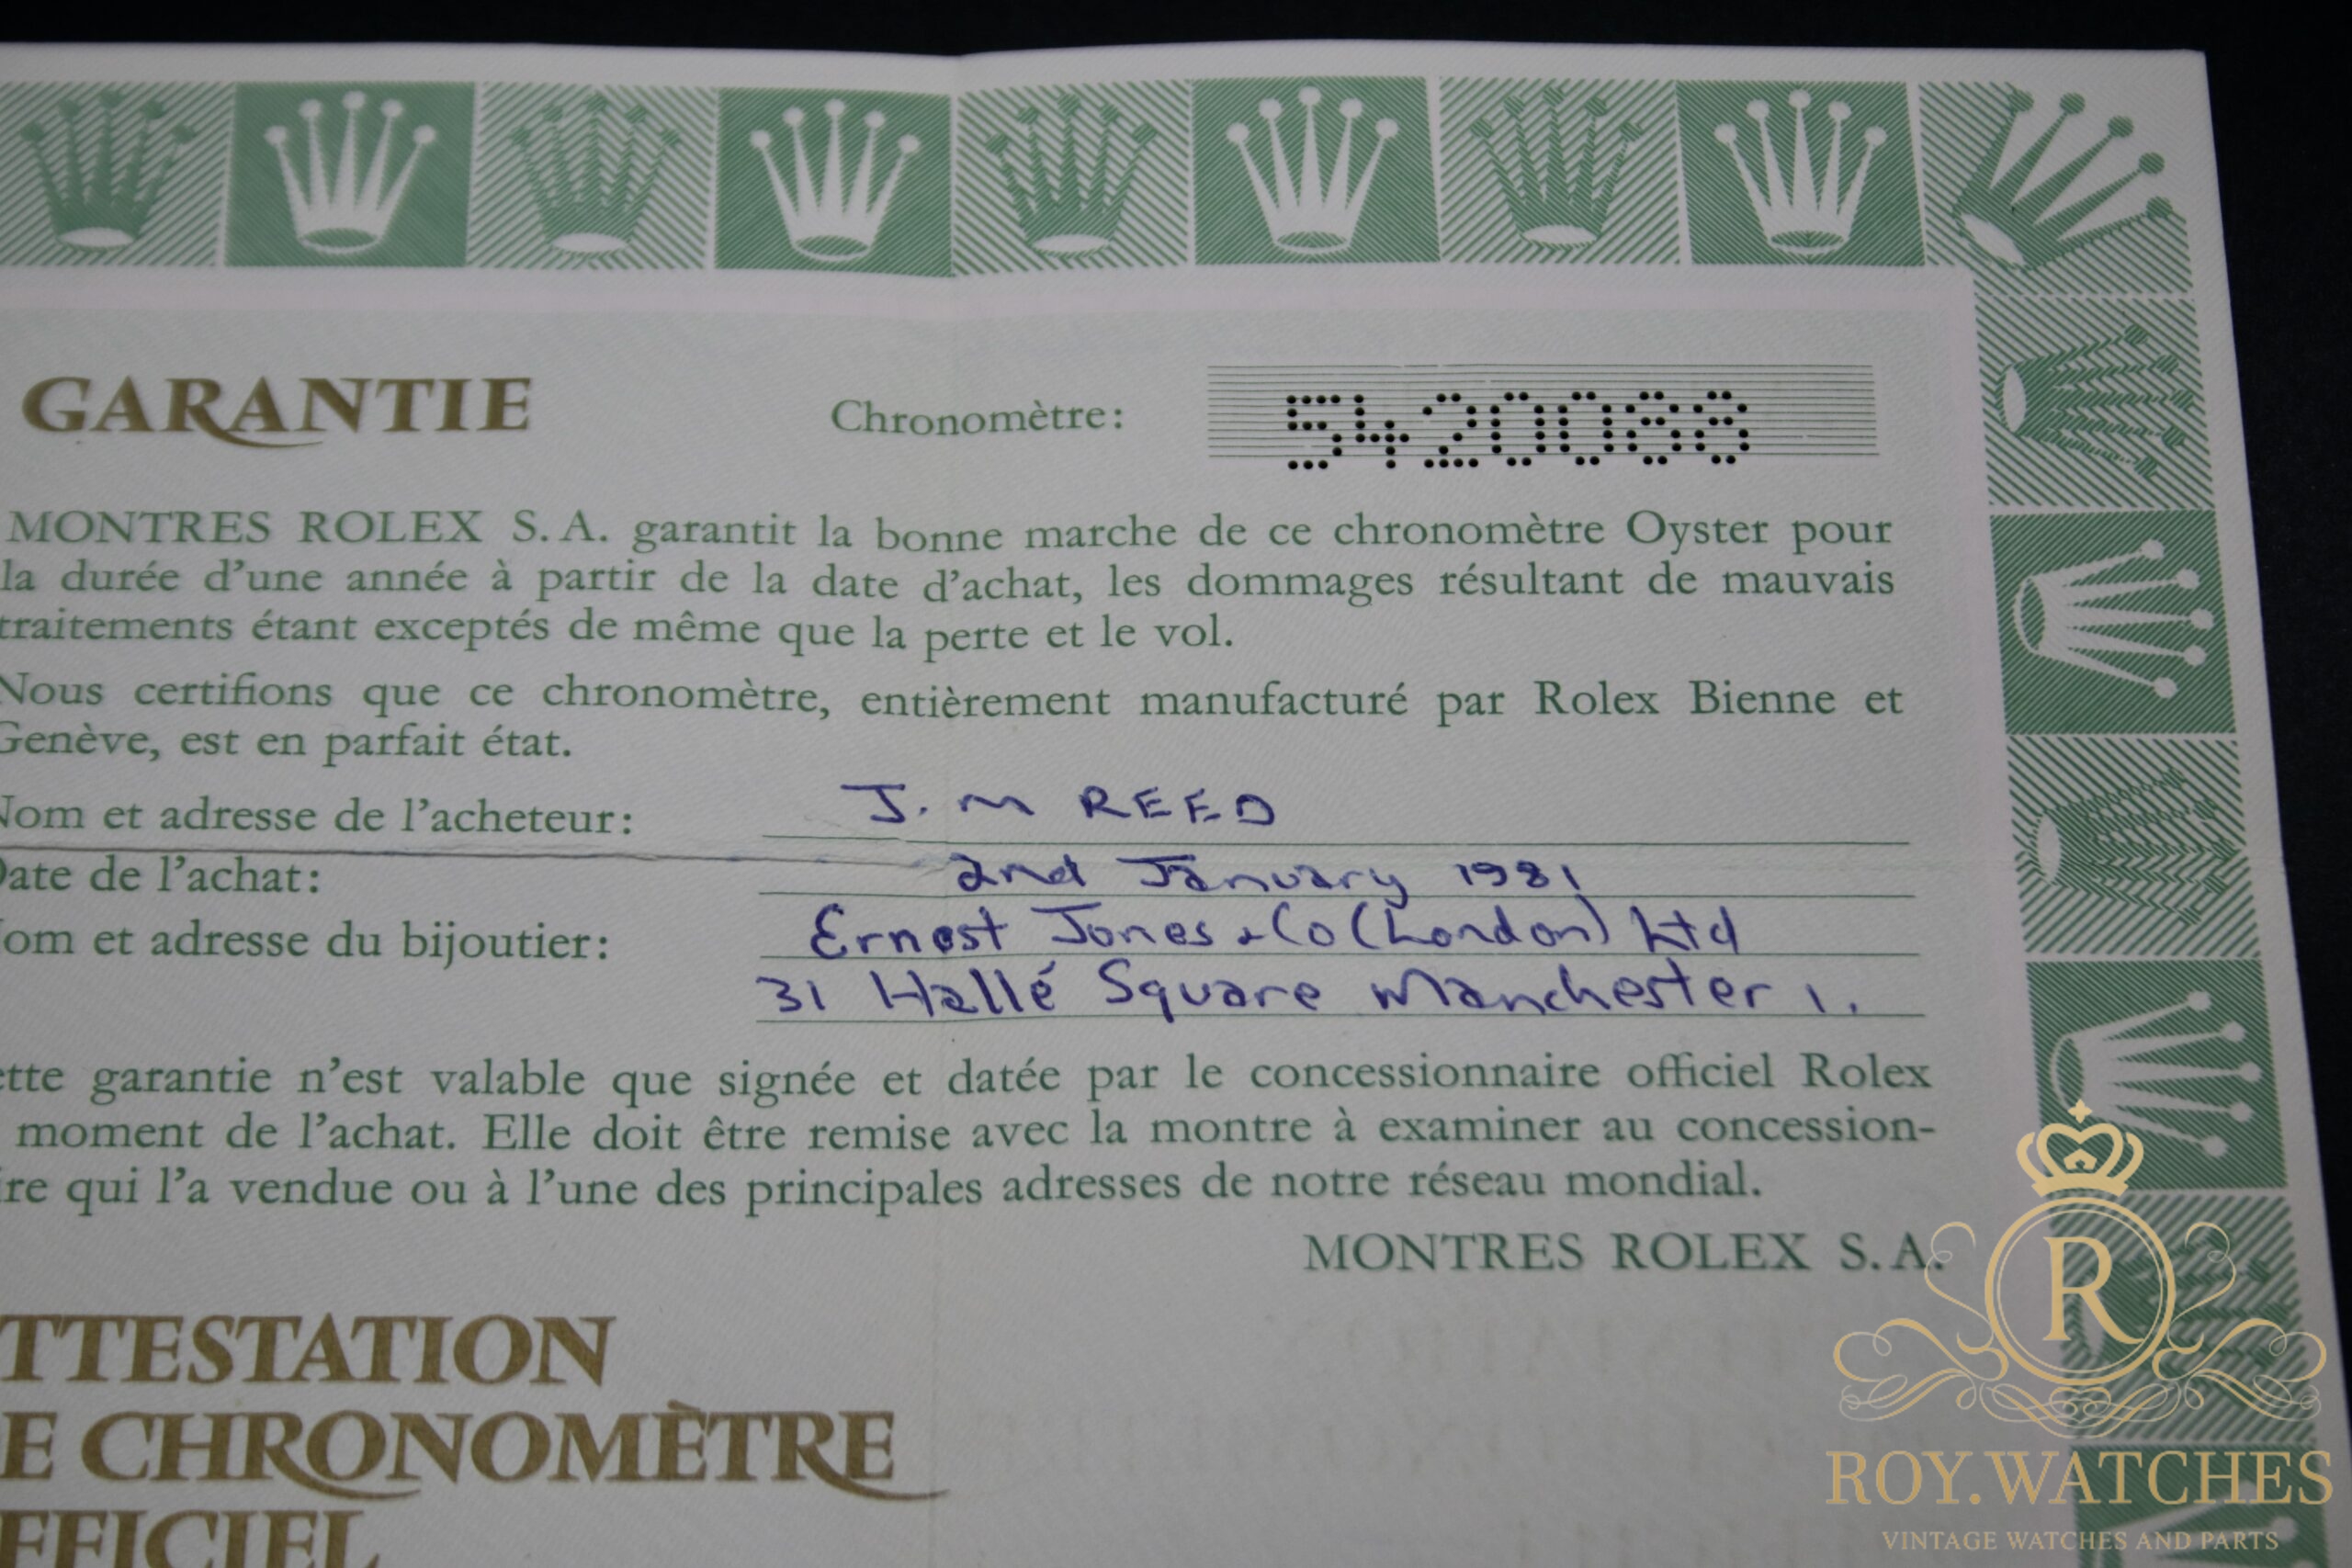 GARANTIE
Chronomètre: 5420088
MONTRES ROLEX S.A. garantit la bonne marche de ce chronomètre Oyster pour
la durée d'une année à partir de la date d'achat, les dommages résultant de mauvais
traitements étant exceptés de même que la perte et le vol.
Nous certifions que ce chronomètre, entièrement manufacturé par Rolex Bienne et
Genève, est en parfait état.
Nom et adresse de l'acheteur: J. M REED
Date de l'achat: 2nd January 1981
om et adresse du bijoutier: Ernest Jones & Co (London) Ltd
31 Hallé Square Manchester 1.
ette garantie n'est valable que signée et datée par le concessionnaire officiel Rolex
moment de l'achat. Elle doit être remise avec la montre à examiner au concession-
ire qui l'a vendue ou à l'une des principales adresses de notre réseau mondial.
MONTRES ROLEX S.A.
TTESTATION
E CHRONOMÈTRE
FFICIEL
R
ROY.WATCHES
VINTAGE WATCHES AND PARTS